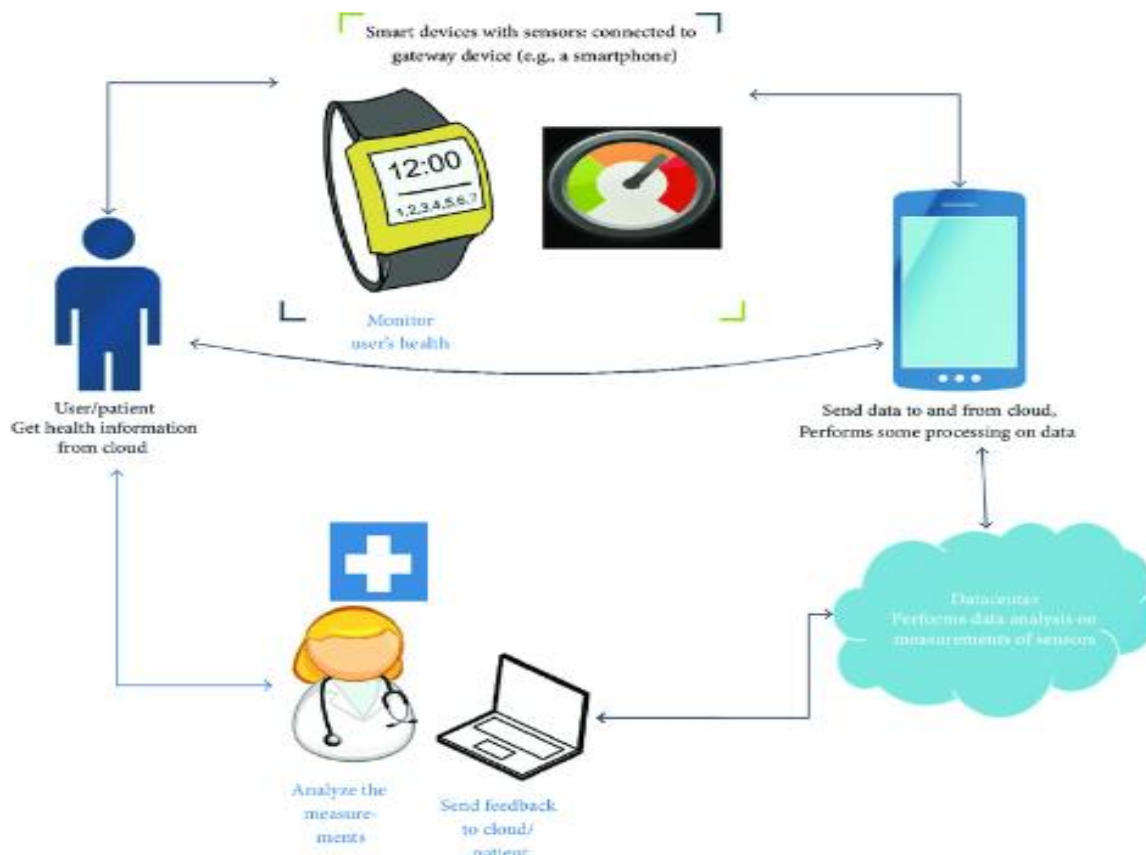 Smart devices with sensors: connected to
gateway device (e.g., a smartphone)
12:00
1,2,3,4,5,6,7
Monitor
user's health
User/patient
Get health information
from cloud
Send data to and from cloud,
Performs some processing on data
Datacenter
Performs data analysis on
measurements of sensors
Analyze the
measure-
ments
Send feedback
to cloud/
patient